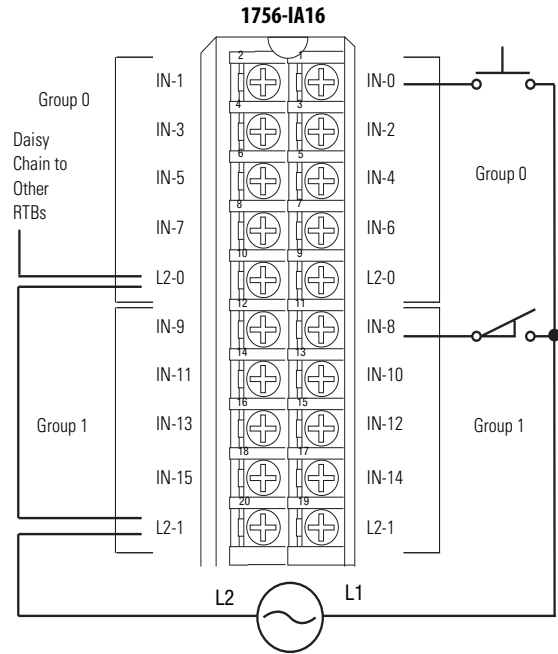 1756-IA16
2 1
IN-1 IN-0
Group 0
4 3
IN-3 IN-2
Daisy
Chain to
Other
RTBs
6 5
IN-5 IN-4
Group 0
8 7
IN-7 IN-6
10 9
L2-0 L2-0
12 11
IN-9 IN-8
14 13
IN-11 IN-10
16 15
Group 1 IN-13 IN-12 Group 1
18 17
IN-15 IN-14
20 19
L2-1 L2-1
L2 L1